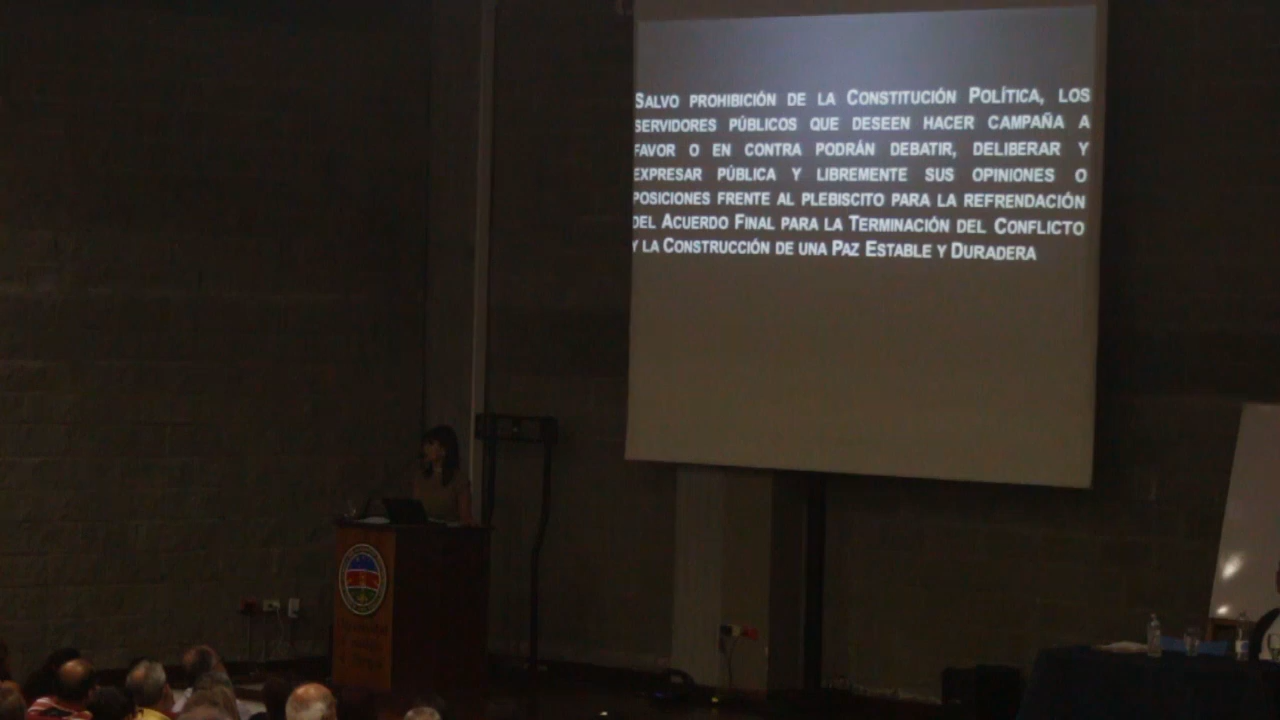 SALVO PROHIBICIÓN DE LA CONSTITUCIÓN POLÍTICA, LOS
SERVIDORES PÚBLICOS QUE DESEEN HACER CAMPAÑA A
FAVOR O EN CONTRA PODRÁN DEBATIR, DELIBERAR Y
EXPRESAR PÚBLICA Y LIBREMENTE SUS OPINIONES O
POSICIONES FRENTE AL PLEBISCITO PARA LA REFRENDACIÓN
DEL ACUERDO FINAL PARA LA TERMINACIÓN DEL CONFLICTO
Y LA CONSTRUCCIÓN DE UNA PAZ ESTABLE Y DURADERA